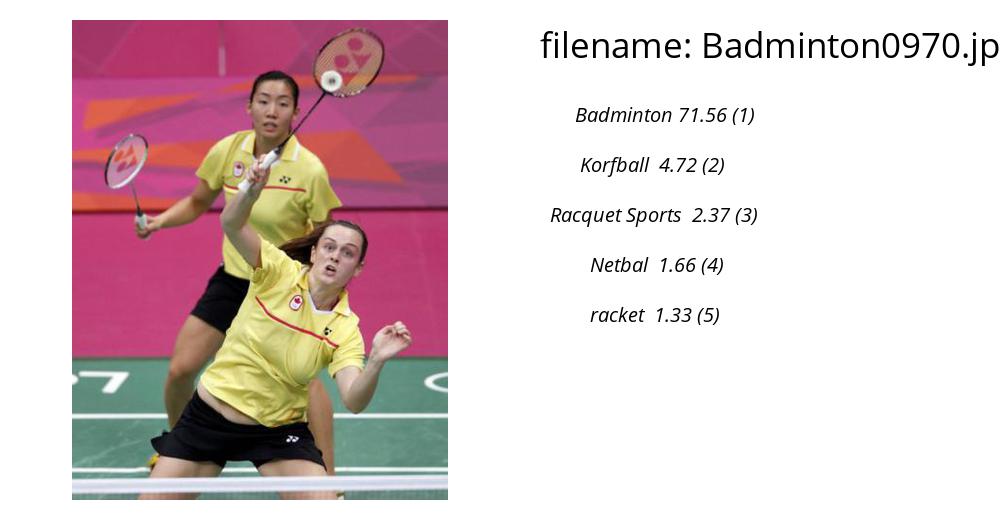 filename: Badminton0970.jp
Badminton 71.56 (1)
Korfball 4.72 (2)
Racquet Sports 2.37 (3)
Netbal 1.66 (4)
racket 1.33 (5)